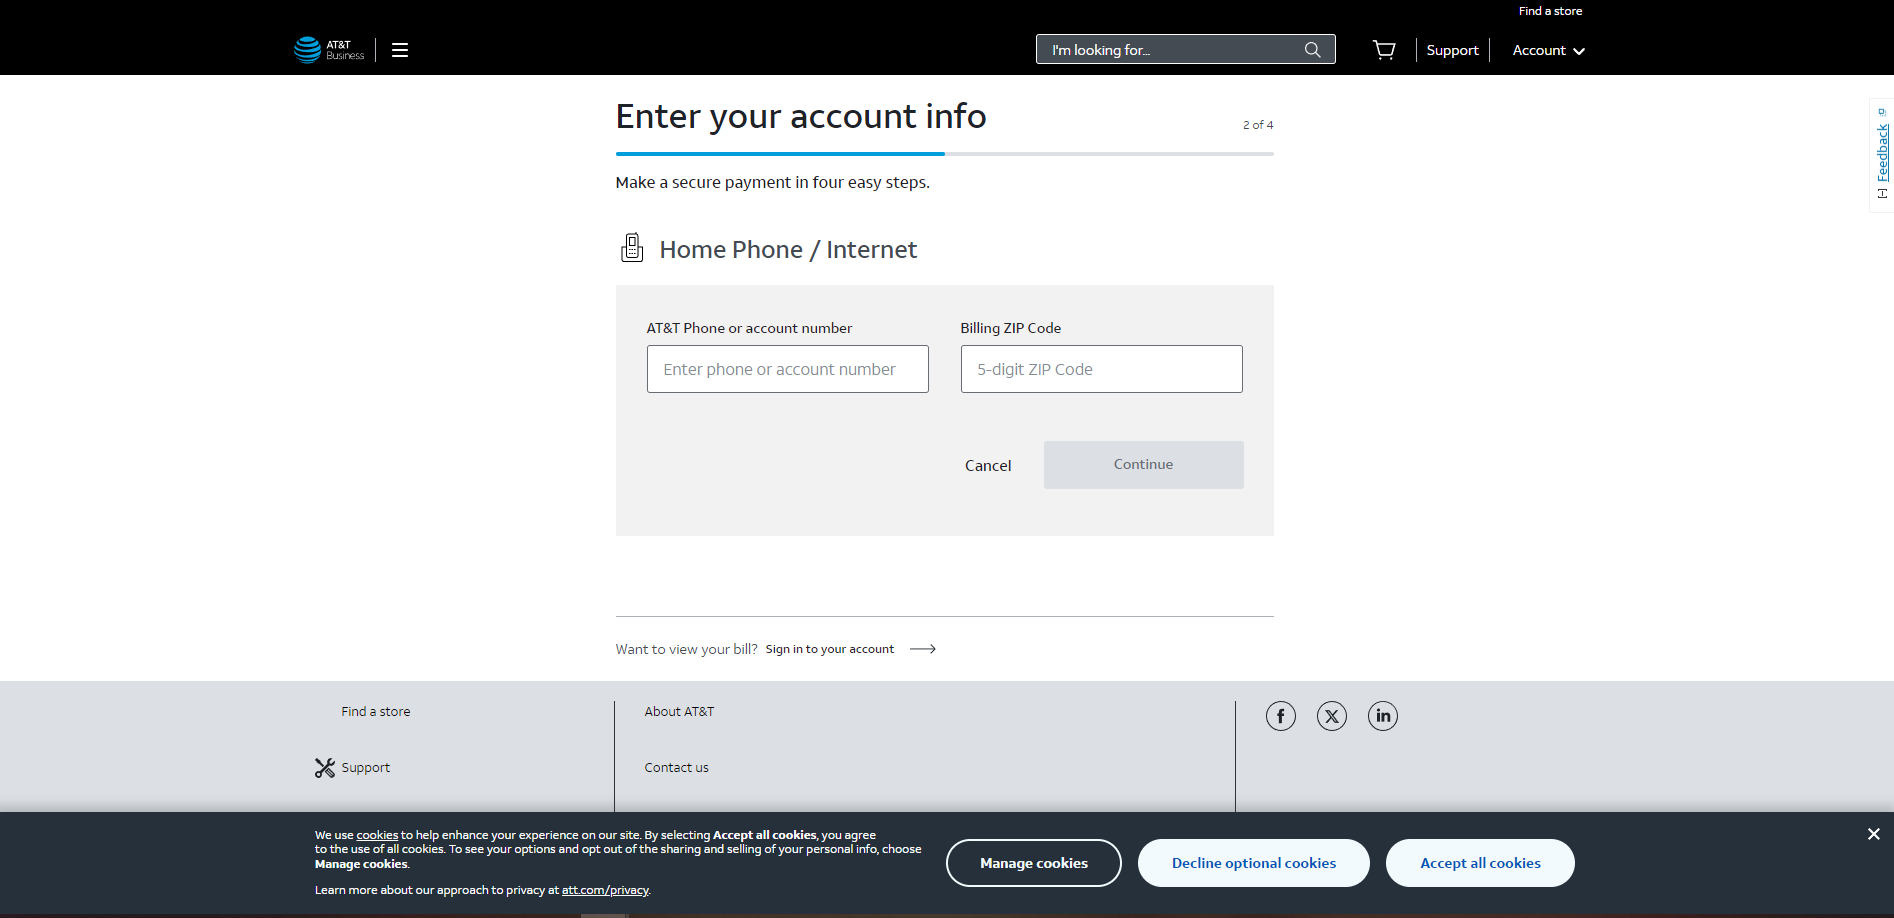 Find a store
AT&T
Business
I'm looking for...
Support
Account
Enter your account info
2 of 4
Feedback
Make a secure payment in four easy steps.
Home Phone / Internet
AT&T Phone or account number
Billing ZIP Code
Enter phone or account number
5-digit ZIP Code
Cancel
Continue
Want to view your bill? Sign in to your account
Find a store
About AT&T
Support
Contact us
We use cookies to help enhance your experience on our site. By selecting Accept all cookies, you agree
to the use of all cookies. To see your options and opt out of the sharing and selling of your personal info, choose
Manage cookies.
Learn more about our approach to privacy at att.com/privacy.
Manage cookies
Decline optional cookies
Accept all cookies